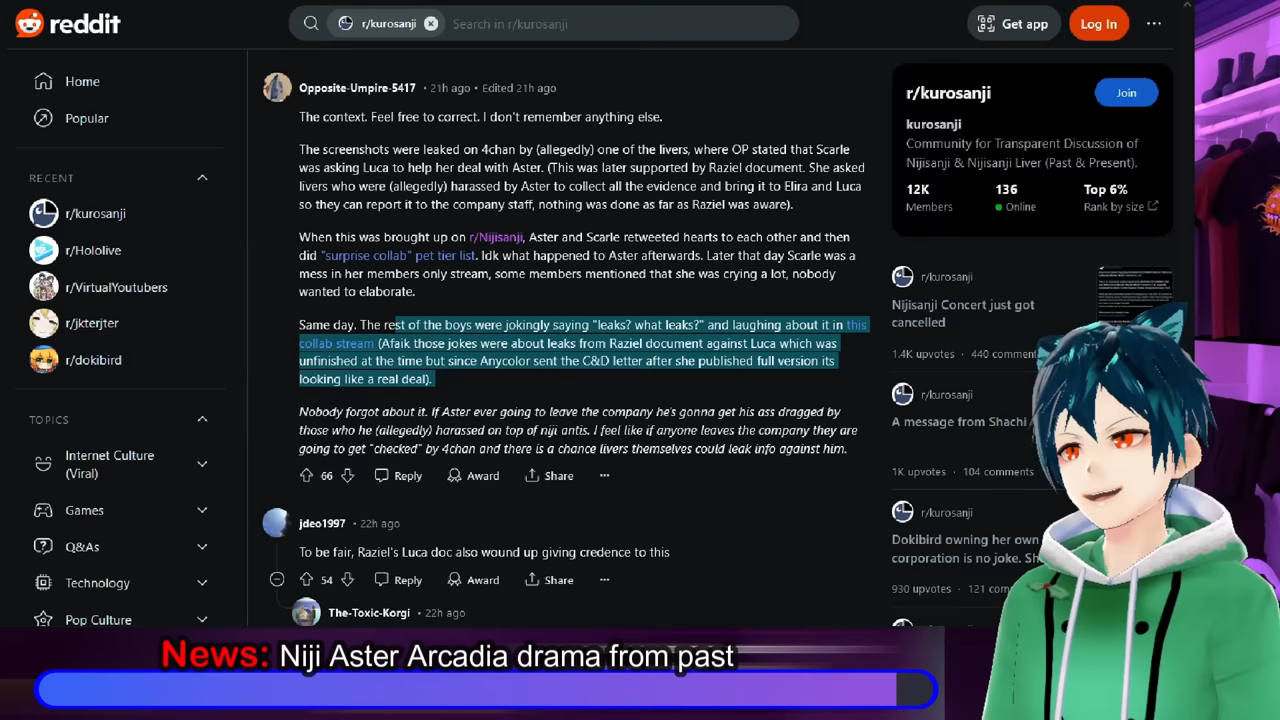 reddit
r/kurosanji
Search in r/kurosanji
Get app
Log In
Home
Popular
RECENT
r/kurosanji
r/Hololive
r/VirtualYoutubers
r/jkterjter
r/dokibird
TOPICS
Internet Culture
(Viral)
Games
Q&As
Technology
Pop Culture
Opposite-Umpire-5417 • 21h ago • Edited 21h ago
The context. Feel free to correct. I don't remember anything else.
The screenshots were leaked on 4chan by (allegedly) one of the livers, where OP stated that Scarle
was asking Luca to help her deal with Aster. (This was later supported by Raziel document. She asked
livers who were (allegedly) harassed by Aster to collect all the evidence and bring it to Elira and Luca
so they can report it to the company staff, nothing was done as far as Raziel was aware).
When this was brought up on r/Nijisanji, Aster and Scarle retweeted hearts to each other and then
did "surprise collab" pet tier list. Idk what happened to Aster afterwards. Later that day Scarle was a
mess in her members only stream, some members mentioned that she was crying a lot, nobody
wanted to elaborate.
Same day. The rest of the boys were jokingly saying "leaks? what leaks?" and laughing about it in this
collab stream (Afaik those jokes were about leaks from Raziel document against Luca which was
unfinished at the time but since Anycolor sent the C&D letter after she published full version its
looking like a real deal).
Nobody forgot about it. If Aster ever going to leave the company he's gonna get his ass dragged by
those who he (allegedly) harassed on top of niji antis. I feel like if anyone leaves the company they are
going to get "checked" by 4chan and there is a chance livers themselves could leak info against him.
66 Reply Award Share
jdeo1997 • 22h ago
To be fair, Raziel's Luca doc also wound up giving credence to this
54 Reply Award Share
The-Toxic-Korgi • 22h ago
r/kurosanji
Join
kurosanji
Community for Transparent Discussion of
Nijisanji & Nijisanji Liver (Past & Present).
12K 136 Top 6%
Members Online Rank by size
r/kurosanji
Nijisanji Concert just got
cancelled
1.4K upvotes • 440 comment
r/kurosanji
A message from Shachi
1K upvotes • 104 comments
r/kurosanji
Dokibird owning her own
corporation is no joke. Sh
930 upvotes • 121 com
News: Niji Aster Arcadia drama from past